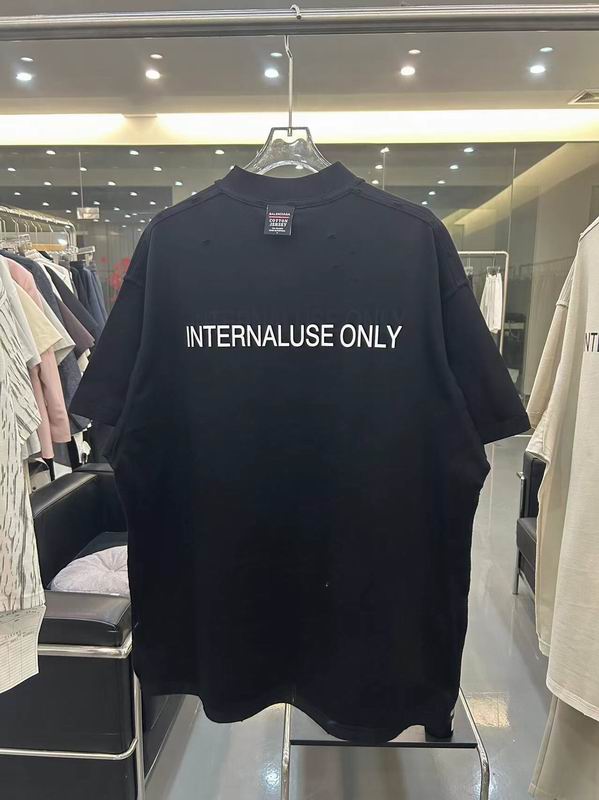 BALENCIAGA
COTTON
JERSEY
INTERNALUSE ONLY